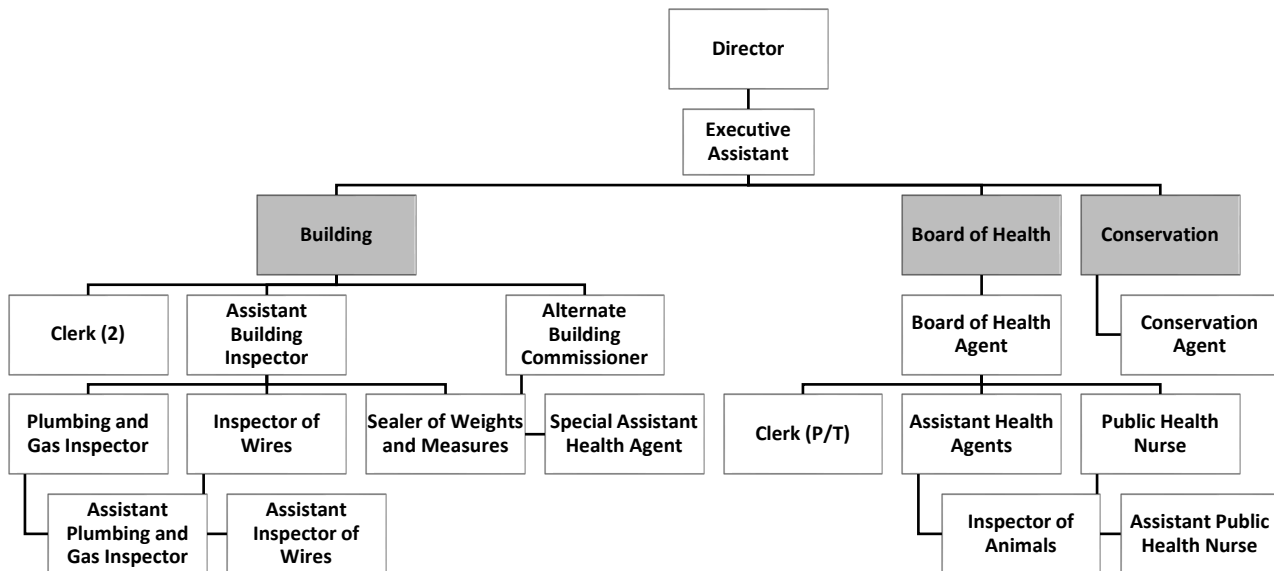 Director
Executive
Assistant
Building
Board of Health
Conservation
Clerk (2)
Assistant
Building
Inspector
Alternate
Building
Commissioner
Board of Health
Agent
Conservation
Agent
Plumbing and
Gas Inspector
Inspector of
Wires
Sealer of Weights
and Measures
Special Assistant
Health Agent
Clerk (P/T)
Assistant Health
Agents
Public Health
Nurse
Assistant
Plumbing and
Gas Inspector
Assistant
Inspector of
Wires
Inspector of
Animals
Assistant Public
Health Nurse